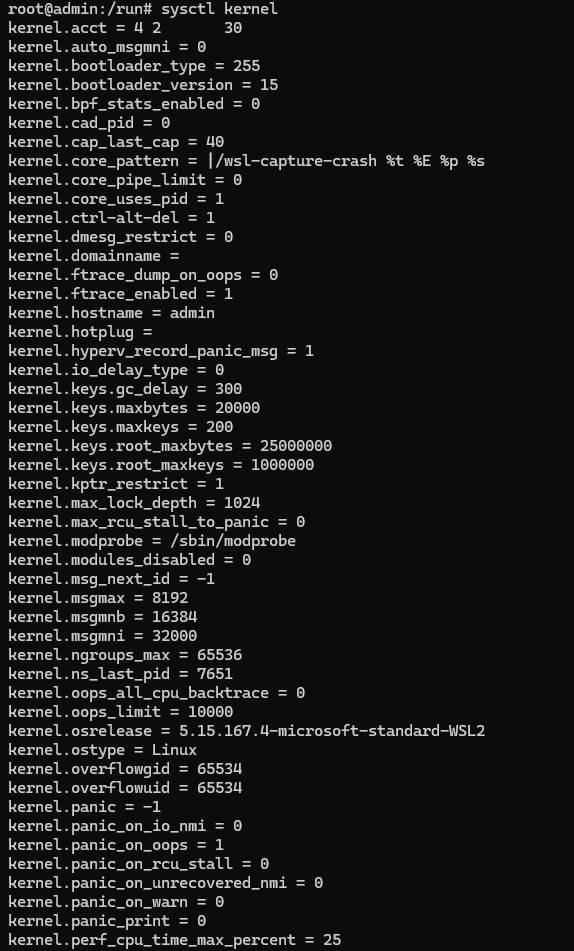 root@admin:/run# sysctl kernel
kernel.acct = 4 2       30
kernel.auto_msgmni = 0
kernel.bootloader_type = 255
kernel.bootloader_version = 15
kernel.bpf_stats_enabled = 0
kernel.cad_pid = 0
kernel.cap_last_cap = 40
kernel.core_pattern = |/wsl-capture-crash %t %E %p %s
kernel.core_pipe_limit = 0
kernel.core_uses_pid = 1
kernel.ctrl-alt-del = 1
kernel.dmesg_restrict = 0
kernel.domainname =
kernel.ftrace_dump_on_oops = 0
kernel.ftrace_enabled = 1
kernel.hostname = admin
kernel.hotplug =
kernel.hyperv_record_panic_msg = 1
kernel.io_delay_type = 0
kernel.keys.gc_delay = 300
kernel.keys.maxbytes = 20000
kernel.keys.maxkeys = 200
kernel.keys.root_maxbytes = 25000000
kernel.keys.root_maxkeys = 1000000
kernel.kptr_restrict = 1
kernel.max_lock_depth = 1024
kernel.max_rcu_stall_to_panic = 0
kernel.modprobe = /sbin/modprobe
kernel.modules_disabled = 0
kernel.msg_next_id = -1
kernel.msgmax = 8192
kernel.msgmnb = 16384
kernel.msgmni = 32000
kernel.ngroups_max = 65536
kernel.ns_last_pid = 7651
kernel.oops_all_cpu_backtrace = 0
kernel.oops_limit = 10000
kernel.osrelease = 5.15.167.4-microsoft-standard-WSL2
kernel.ostype = Linux
kernel.overflowgid = 65534
kernel.overflowuid = 65534
kernel.panic = -1
kernel.panic_on_io_nmi = 0
kernel.panic_on_oops = 1
kernel.panic_on_rcu_stall = 0
kernel.panic_on_unrecovered_nmi = 0
kernel.panic_on_warn = 0
kernel.panic_print = 0
kernel.perf_cpu_time_max_percent = 25